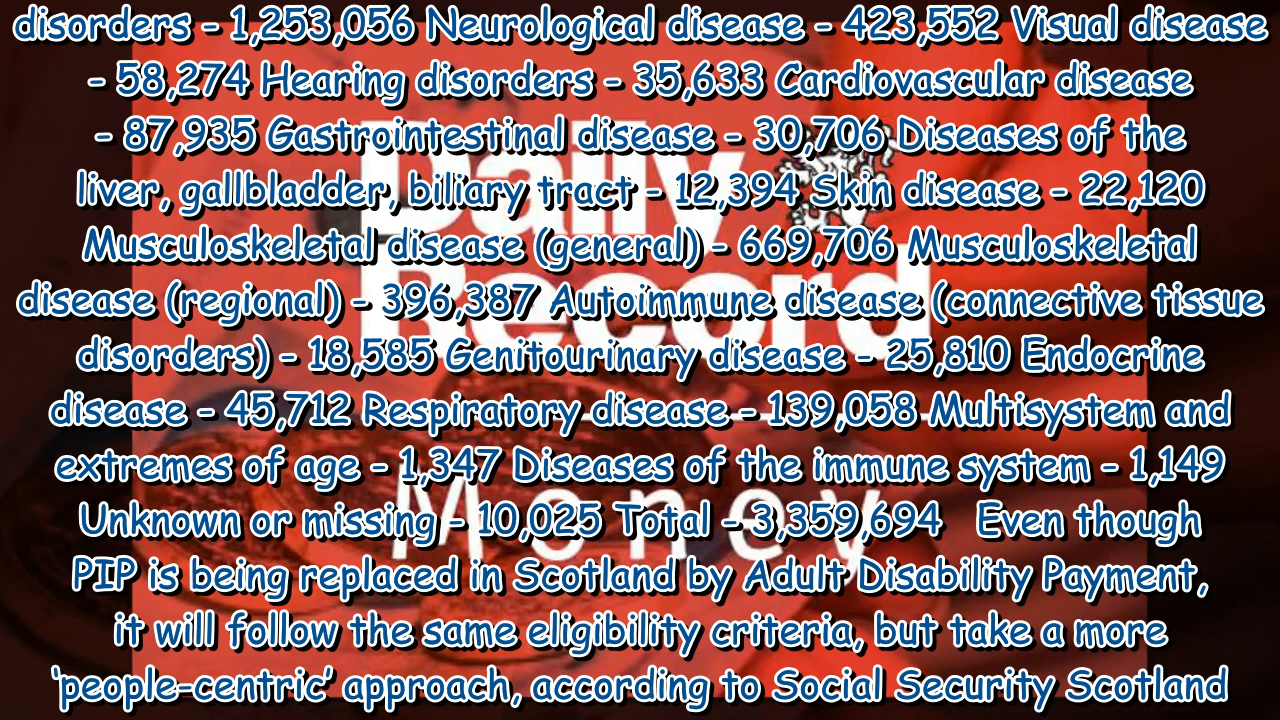 disorders – 1,253,056 Neurological disease – 423,552 Visual disease
– 58,274 Hearing disorders – 35,633 Cardiovascular disease
– 87,935 Gastrointestinal disease – 30,706 Diseases of the
liver, gallbladder, biliary tract – 12,394 Skin disease – 22,120
Musculoskeletal disease (general) – 669,706 Musculoskeletal
disease (regional) – 396,387 Autoimmune disease (connective tissue
disorders) – 18,585 Genitourinary disease – 25,810 Endocrine
disease – 45,712 Respiratory disease – 139,058 Multisystem and
extremes of age – 1,347 Diseases of the immune system – 1,149
Unknown or missing – 10,025 Total – 3,359,694 Even though
PIP is being replaced in Scotland by Adult Disability Payment,
it will follow the same eligibility criteria, but take a more
‘people-centric’ approach, according to Social Security Scotland
Daily
Record
Money